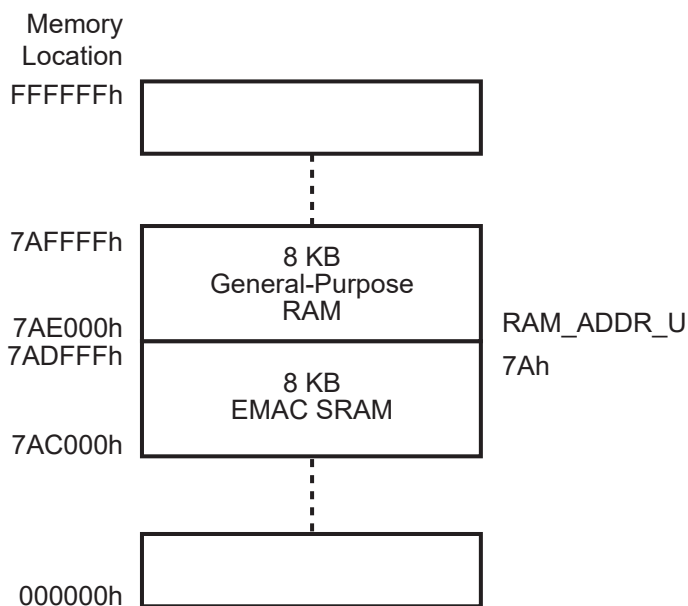 Memory
Location
FFFFFFh
7AFFFFh
8 KB
General-Purpose
RAM
7AE000h
RAM_ADDR_U
7ADFFFh
7Ah
8 KB
EMAC SRAM
7AC000h
000000h